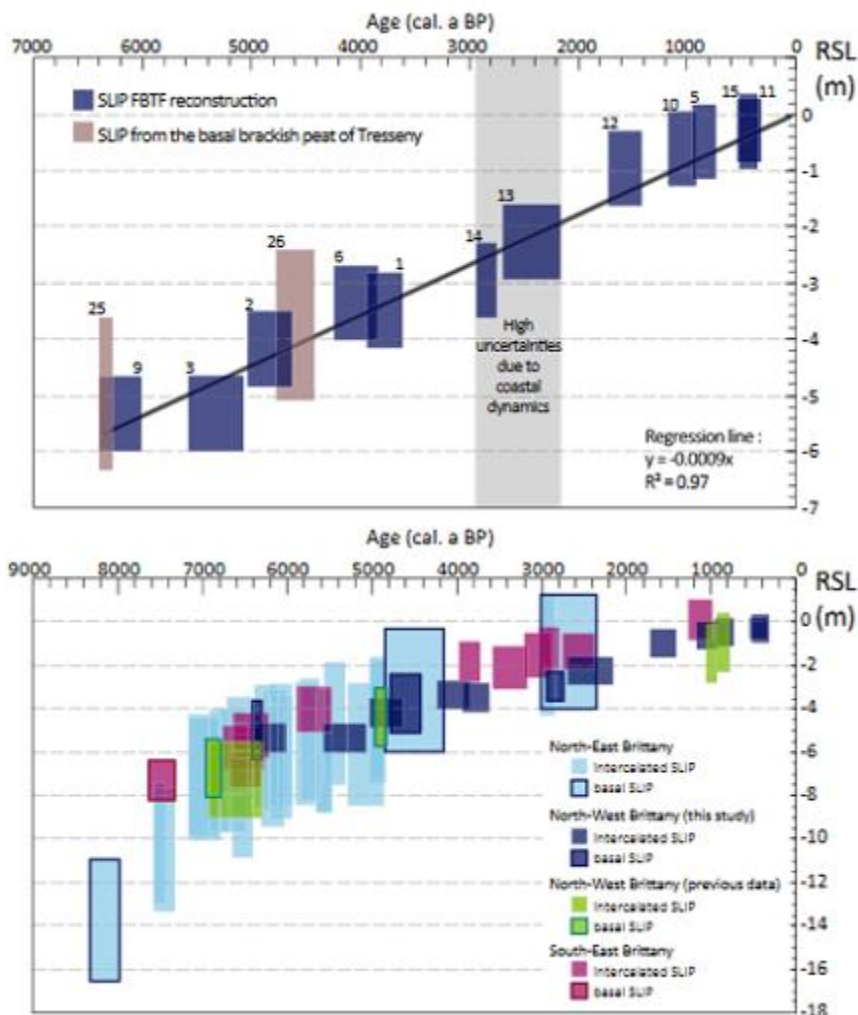 Age (cal. a BP)
7000 6000 5000 4000 3000 2000 1000 0
RSL
(m)
SLIP FBTF reconstruction
SLIP from the basal brackish peat of Tresseny
15 11
5
10
12
13
14
26
6
1
25
2
9
3
0
-1
-2
-3
-4
-5
-6
-7
High
uncertainties
due to
coastal
dynamics
Regression line :
y = -0.0009x
R² = 0.97
Age (cal. a BP)
9000 8000 7000 6000 5000 4000 3000 2000 1000 0
RSL
(m)
0
-2
-4
-6
-8
-10
-12
-14
-16
-18
North-East Brittany
Intercalated SLIP
basal SLIP
North-West Brittany (this study)
Intercalated SLIP
basal SLIP
North-West Brittany (previous data)
Intercalated SLIP
basal SLIP
South-East Brittany
Intercalated SLIP
basal SLIP